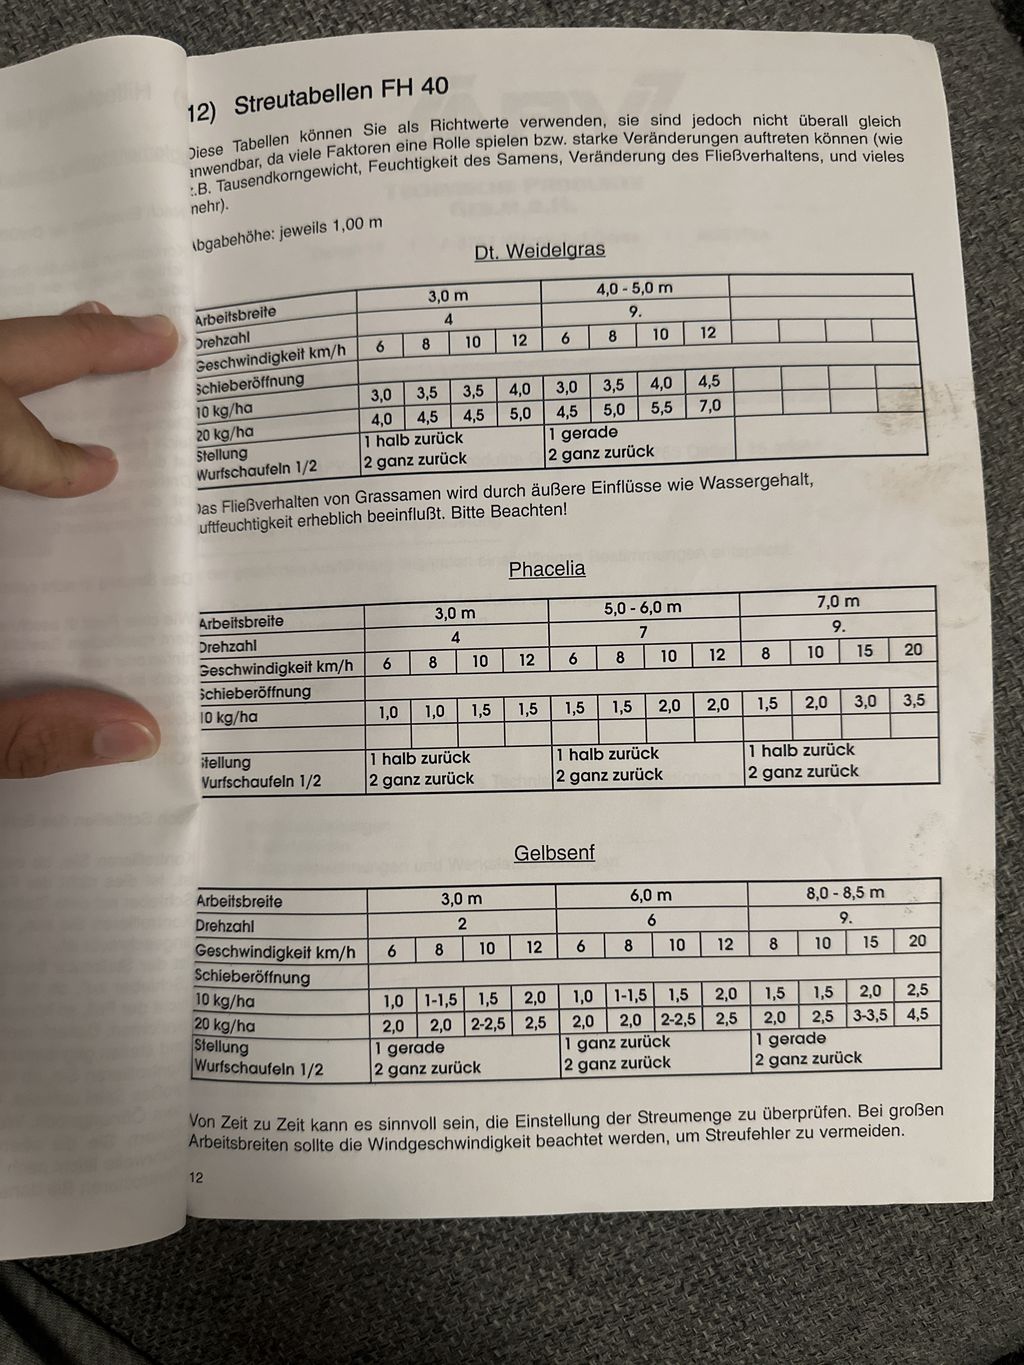 12) Streutabellen FH 40
Diese Tabellen können Sie als Richtwerte verwenden, sie sind jedoch nicht überall gleich
anwendbar, da viele Faktoren eine Rolle spielen bzw. starke Veränderungen auftreten können (wie
z.B. Tausendkorngewicht, Feuchtigkeit des Samens, Veränderung des Fließverhaltens, und vieles
mehr).
Abgabehöhe: jeweils 1,00 m
Dt. Weidelgras
Arbeitsbreite 3,0 m 4,0 - 5,0 m
Drehzahl 4 9.
Geschwindigkeit km/h 6 8 10 12 6 8 10 12
Schieberöffnung
10 kg/ha 3,0 3,5 3,5 4,0 3,0 3,5 4,0 4,5
20 kg/ha 4,0 4,5 4,5 5,0 4,5 5,0 5,5 7,0
Stellung 1 halb zurück 1 gerade
Wurfschaufeln 1/2 2 ganz zurück 2 ganz zurück
Das Fließverhalten von Grassamen wird durch äußere Einflüsse wie Wassergehalt,
Luftfeuchtigkeit erheblich beeinflußt. Bitte Beachten!
Phacelia
Arbeitsbreite 3,0 m 5,0 - 6,0 m 7,0 m
Drehzahl 4 7 9.
Geschwindigkeit km/h 6 8 10 12 6 8 10 12 8 10 15 20
Schieberöffnung
10 kg/ha 1,0 1,0 1,5 1,5 1,5 1,5 2,0 2,0 1,5 2,0 3,0 3,5
Stellung 1 halb zurück 1 halb zurück 1 halb zurück
Wurfschaufeln 1/2 2 ganz zurück 2 ganz zurück 2 ganz zurück
Gelbsenf
Arbeitsbreite 3,0 m 6,0 m 8,0 - 8,5 m
Drehzahl 2 6 9.
Geschwindigkeit km/h 6 8 10 12 6 8 10 12 8 10 15 20
Schieberöffnung
10 kg/ha 1,0 1-1,5 1,5 2,0 1,0 1-1,5 1,5 2,0 1,5 1,5 2,0 2,5
20 kg/ha 2,0 2,0 2-2,5 2,5 2,0 2,0 2-2,5 2,5 2,0 2,5 3-3,5 4,5
Stellung 1 gerade 1 ganz zurück 1 gerade
Wurfschaufeln 1/2 2 ganz zurück 2 ganz zurück 2 ganz zurück
Von Zeit zu Zeit kann es sinnvoll sein, die Einstellung der Streumenge zu überprüfen. Bei großen
Arbeitsbreiten sollte die Windgeschwindigkeit beachtet werden, um Streufehler zu vermeiden.
12